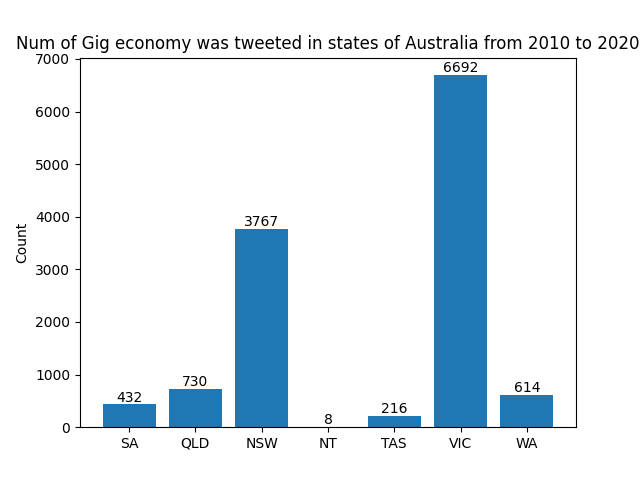 Num of Gig economy was tweeted in states of Australia from 2010 to 2020
7000
6000
5000
4000
3000
2000
1000
0
Count
432
730
3767
8
216
6692
614
SA
QLD
NSW
NT
TAS
VIC
WA